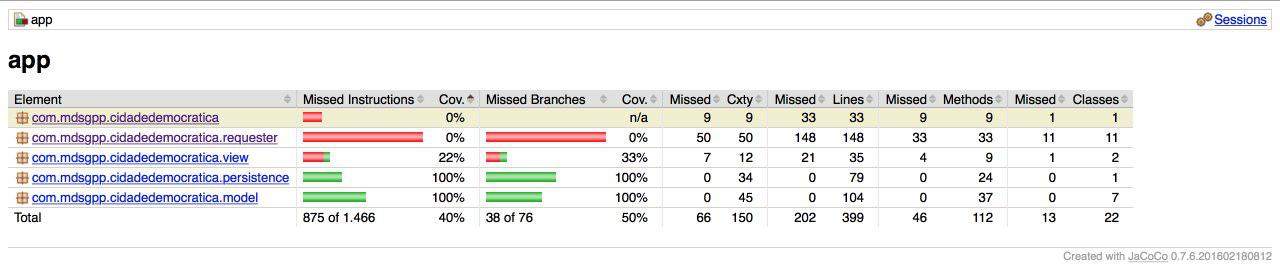 app Sessions
app
Element Missed Instructions Cov. Missed Branches Cov. Missed Cxty Missed Lines Missed Methods Missed Classes
com.mdsgpp.cidadedemocratica 0% n/a 9 9 33 33 9 9 1 1
com.mdsgpp.cidadedemocratica.requester 0% 0% 50 50 148 148 33 33 11 11
com.mdsgpp.cidadedemocratica.view 22% 33% 7 12 21 35 4 9 1 2
com.mdsgpp.cidadedemocratica.persistence 100% 100% 0 34 0 79 0 24 0 1
com.mdsgpp.cidadedemocratica.model 100% 100% 0 45 0 104 0 37 0 7
Total 875 of 1.466 40% 38 of 76 50% 66 150 202 399 46 112 13 22
Created with JaCoCo 0.7.6.201602180812